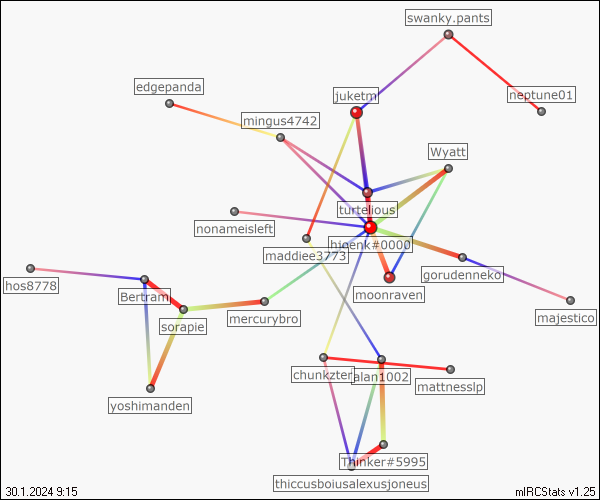 swanky.pants
edgepanda
juketm
neptune01
mingus4742
Wyatt
turtelious
nonameisleft
bigenk#0000
maddiee3773
gorudenneko
hos8778
Bertram
moonraven
sorapie
mercurybro
majestico
chunkzter
alan1002
mattnesslp
yoshimanden
Thinker#5995
thiccusboiusalexusjoneus
30.1.2024 9:15
mIRCStats v1.25